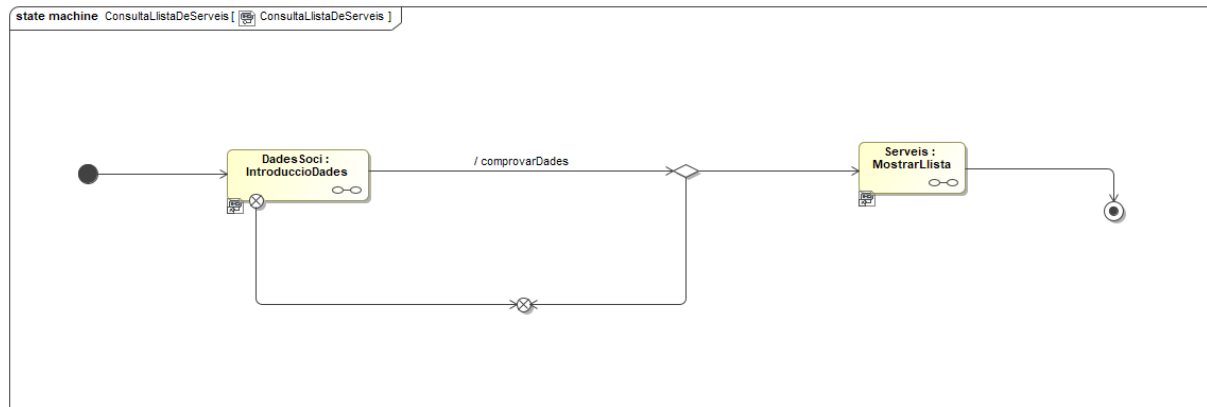 state machine ConsultaLlistaDeServeis [ ConsultaLlistaDeServeis ]
DadesSoci :
IntroduccioDades
/ comprovarDades
Serveis :
MostrarLlista